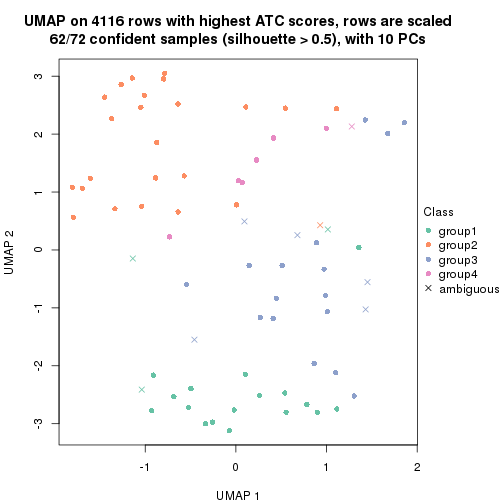 UMAP on 4116 rows with highest ATC scores, rows are scaled
62/72 confident samples (silhouette > 0.5), with 10 PCs
3
2
1
0
-1
-2
-3
UMAP 2
-1
0
1
2
UMAP 1
Class
group1
group2
group3
group4
ambiguous